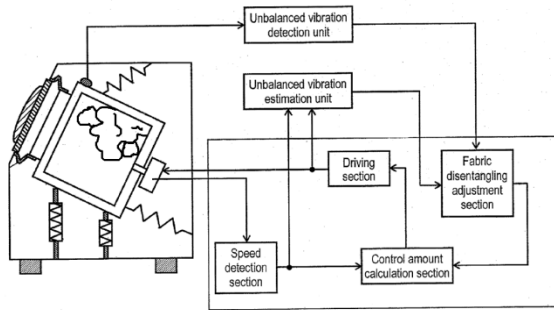 Unbalanced vibration
detection unit
Unbalanced vibration
estimation unit
Driving
section
Fabric
disentangling
adjustment
section
Speed
detection
section
Control amount
calculation section